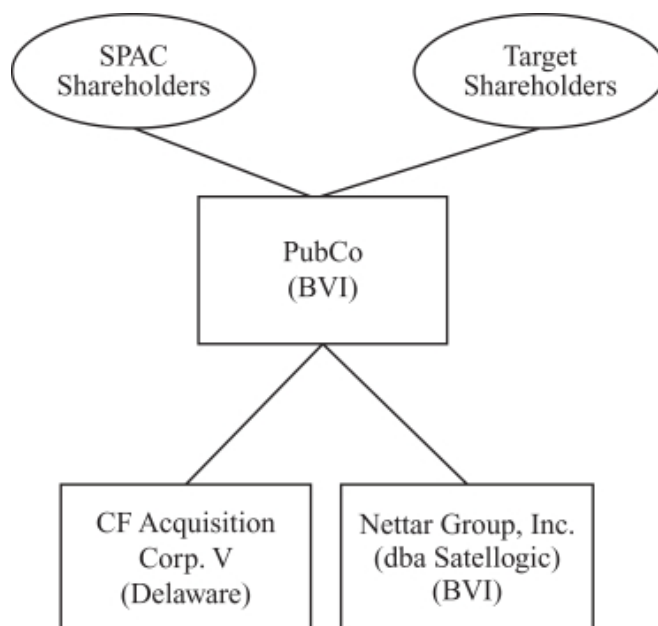 SPAC
Shareholders
Target
Shareholders
PubCo
(BVI)
CF Acquisition
Corp. V
(Delaware)
Nettar Group, Inc.
(dba Satellogic)
(BVI)